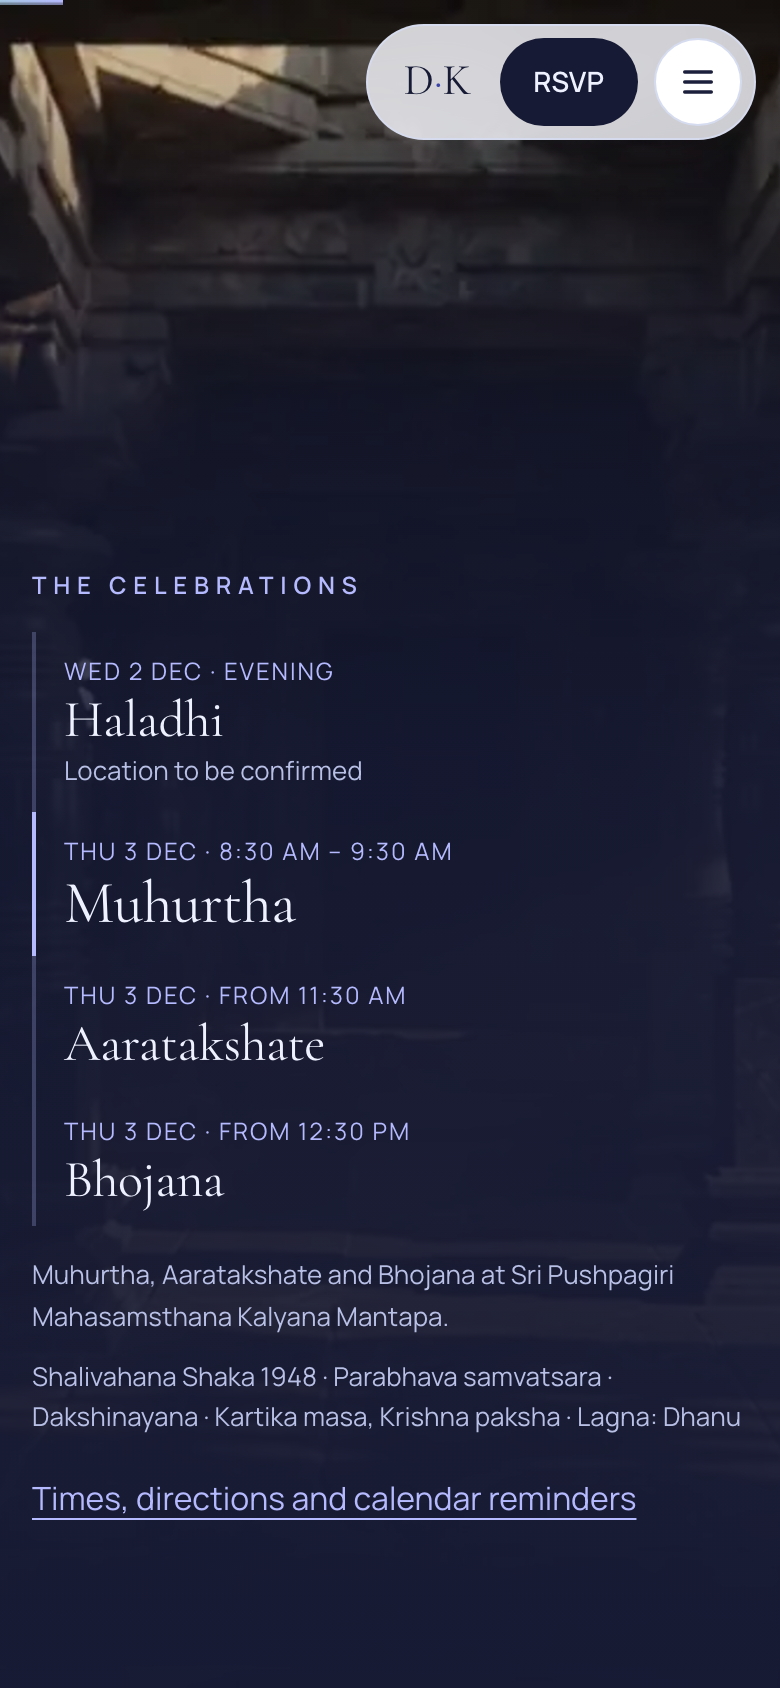 D·K
RSVP
THE CELEBRATIONS
WED 2 DEC · EVENING
Haladhi
Location to be confirmed
THU 3 DEC · 8:30 AM – 9:30 AM
Muhurtha
THU 3 DEC · FROM 11:30 AM
Aaratakshate
THU 3 DEC · FROM 12:30 PM
Bhojana
Muhurtha, Aaratakshate and Bhojana at Sri Pushpagiri
Mahasamsthana Kalyana Mantapa.
Shalivahana Shaka 1948 · Parabhava samvatsara ·
Dakshinayana · Kartika masa, Krishna paksha · Lagna: Dhanu
Times, directions and calendar reminders